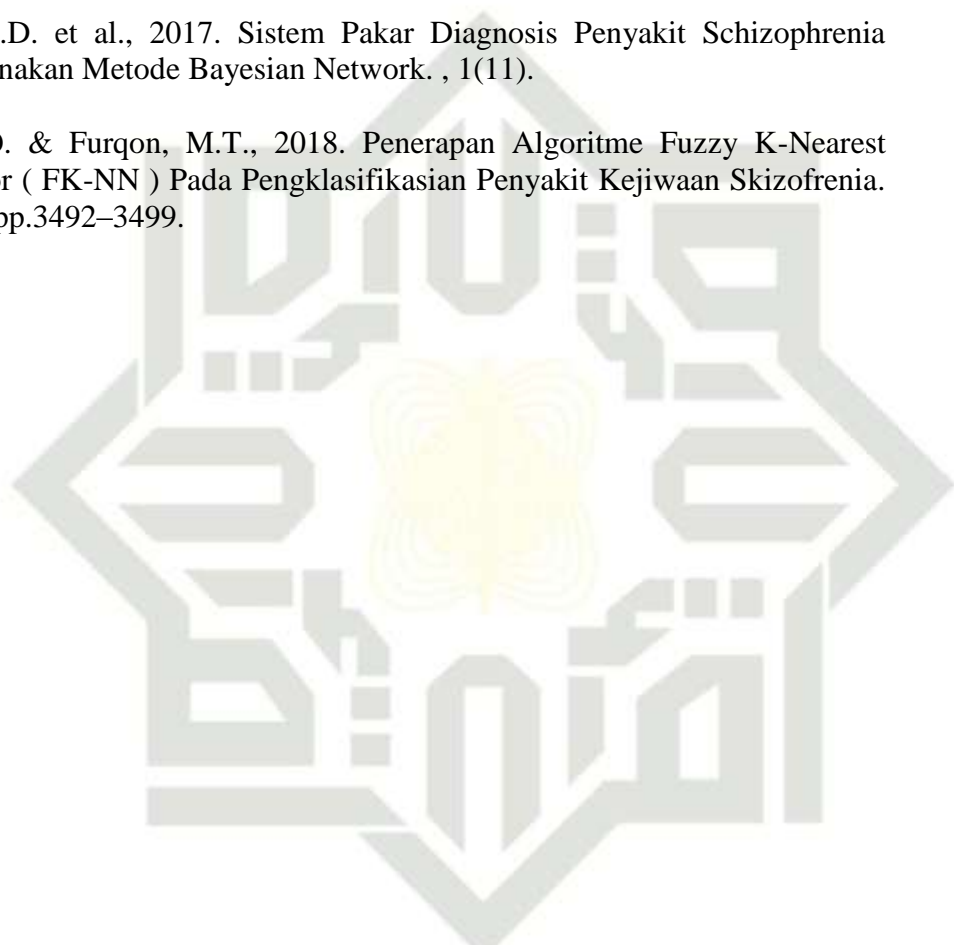 .D. et al., 2017. Sistem Pakar Diagnosis Penyakit Schizophrenia
nakan Metode Bayesian Network. , 1(11).
. & Furqon, M.T., 2018. Penerapan Algoritme Fuzzy K-Nearest
or ( FK-NN ) Pada Pengklasifikasian Penyakit Kejiwaan Skizofrenia.
pp.3492–3499.